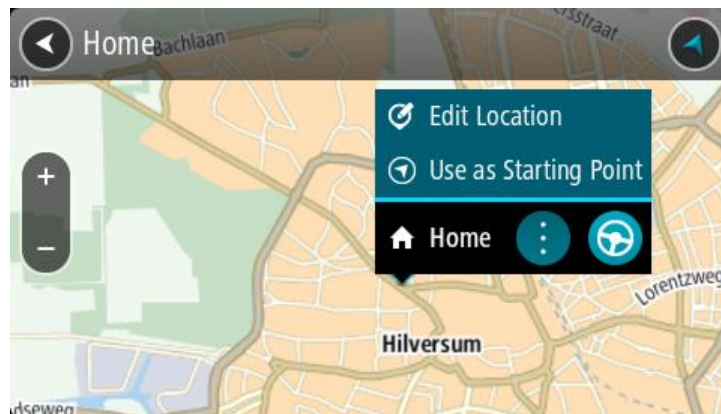 Home
Bachlaan
Edit Location
Use as Starting Point
Home
Lorentzweg
Hilversum